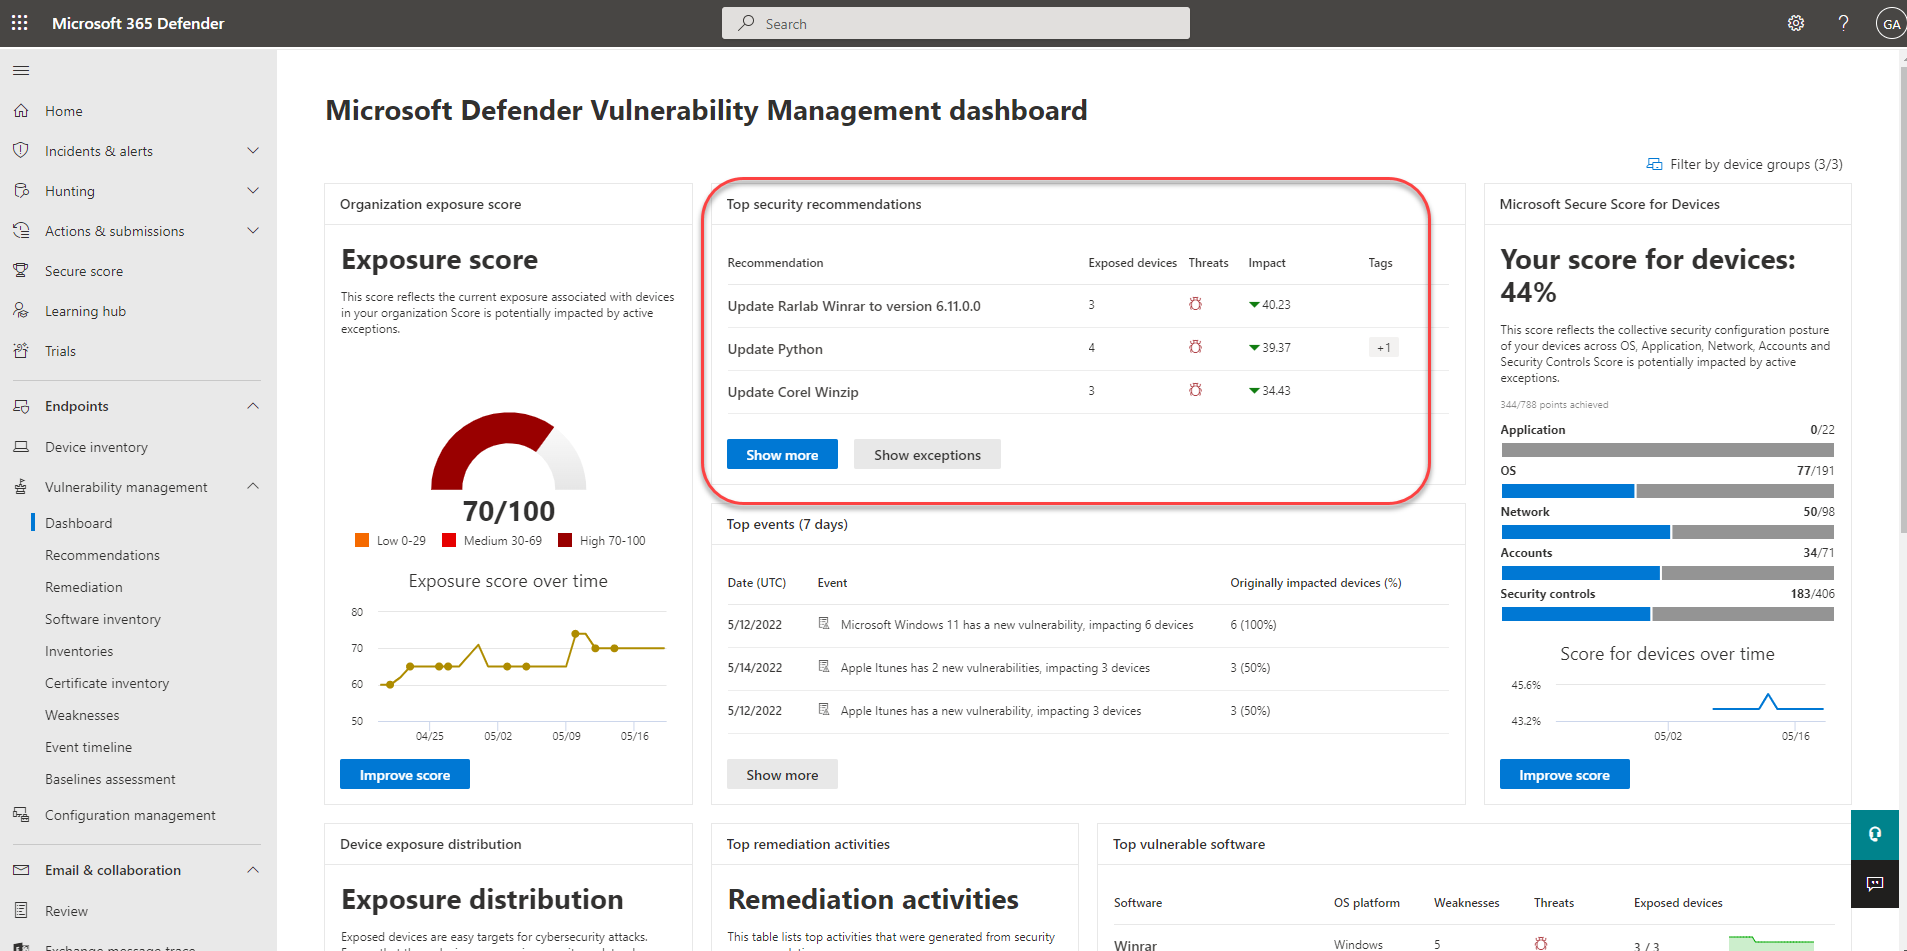 Microsoft 365 Defender
Search
GA
Home
Incidents & alerts
Hunting
Actions & submissions
Secure score
Learning hub
Trials
Endpoints
Device inventory
Vulnerability management
Dashboard
Recommendations
Remediation
Software inventory
Inventories
Certificate inventory
Weaknesses
Event timeline
Baselines assessment
Configuration management
Email & collaboration
Review
Exchange message trace
Microsoft Defender Vulnerability Management dashboard
Filter by device groups (3/3)
Organization exposure score
Exposure score
This score reflects the current exposure associated with devices
in your organization Score is potentially impacted by active
exceptions.
70/100
Low 0-29 Medium 30-69 High 70-100
Exposure score over time
80
70
60
50
04/25 05/02 05/09 05/16
Improve score
Top security recommendations
Recommendation Exposed devices Threats Impact Tags
Update Rarlab Winrar to version 6.11.0.0 3 40.23
Update Python 4 39.37 +1
Update Corel Winzip 3 34.43
Show more Show exceptions
Top events (7 days)
Date (UTC) Event Originally impacted devices (%)
5/12/2022 Microsoft Windows 11 has a new vulnerability, impacting 6 devices 6 (100%)
5/14/2022 Apple Itunes has 2 new vulnerabilities, impacting 3 devices 3 (50%)
5/12/2022 Apple Itunes has a new vulnerability, impacting 3 devices 3 (50%)
Show more
Microsoft Secure Score for Devices
Your score for devices:
44%
This score reflects the collective security configuration posture
of your devices across OS, Application, Network, Accounts and
Security Controls Score is potentially impacted by active
exceptions.
344/788 points achieved
Application 0/22
OS 77/191
Network 50/98
Accounts 34/71
Security controls 183/406
Score for devices over time
45.6%
43.2%
05/02 05/16
Improve score
Device exposure distribution
Exposure distribution
Exposed devices are easy targets for cybersecurity attacks.
Top remediation activities
Remediation activities
This table lists top activities that were generated from security
Top vulnerable software
Software OS platform Weaknesses Threats Exposed devices
Winrar Windows 5 3 / 3